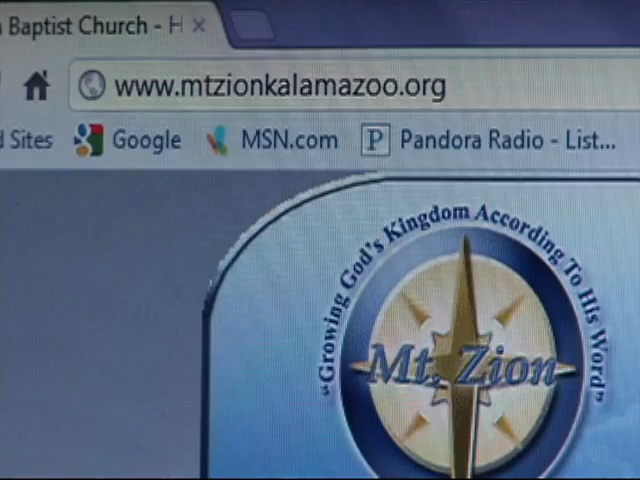 Baptist Church - H
www.mtzionkalamazoo.org
d Sites
Google
MSN.com
P
Pandora Radio - List...
"Growing God's Kingdom According To His Word"
Mt. Zion